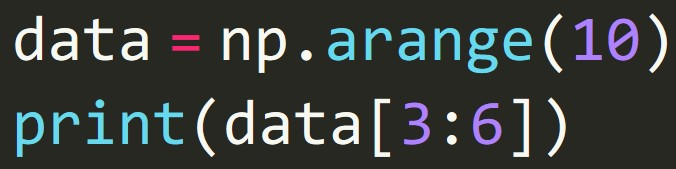 data = np.arange(10)
print(data[3:6])